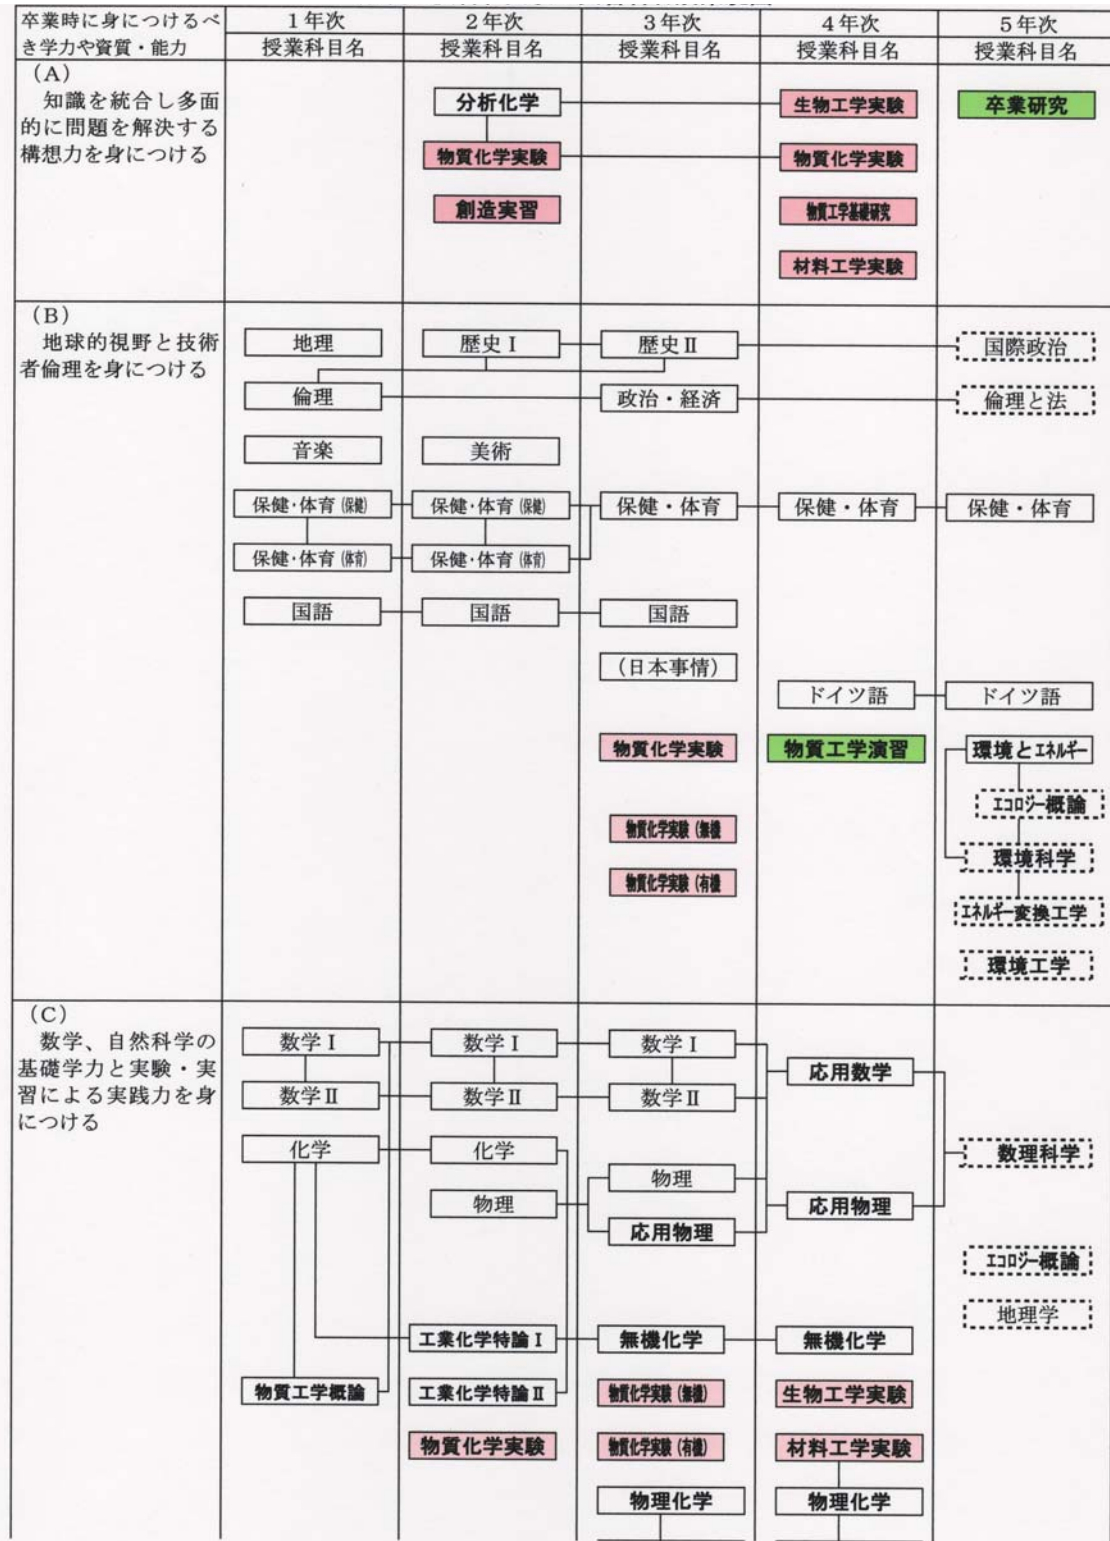 卒業時に身につけるべ
き学力や資質・能力
1年次
2年次
3年次
4年次
5年次
授業科目名
授業科目名
授業科目名
授業科目名
授業科目名
(A)
知識を統合し多面
的に問題を解決する
構想力を身につける
分析化学
生物工学実験
卒業研究
物質化学実験
物質化学実験
創造実習
物質工学基礎研究
材料工学実験
(B)
地球的視野と技術
者倫理を身につける
地理
歴史Ⅰ
歴史Ⅱ
国際政治
倫理
政治・経済
倫理と法
音楽
美術
保健・体育(保健)
保健・体育(保健)
保健・体育
保健・体育
保健・体育
保健・体育(体育)
保健・体育(体育)
国語
国語
国語
(日本事情)
ドイツ語
ドイツ語
物質化学実験
物質工学演習
環境とエネルギー
エコロジー概論
物質化学実験(無機
環境科学
物質化学実験(有機
エネルギー変換工学
環境工学
(C)
数学、自然科学の
基礎学力と実験・実
習による実践力を身
につける
数学Ⅰ
数学Ⅰ
数学Ⅰ
応用数学
数学Ⅱ
数学Ⅱ
数学Ⅱ
化学
化学
数理科学
物理
物理
応用物理
応用物理
エコロジー概論
地理学
工業化学特論Ⅰ
無機化学
無機化学
物質工学概論
工業化学特論Ⅱ
物質化学実験(無機)
生物工学実験
物質化学実験
物質化学実験(有機)
材料工学実験
物理化学
物理化学